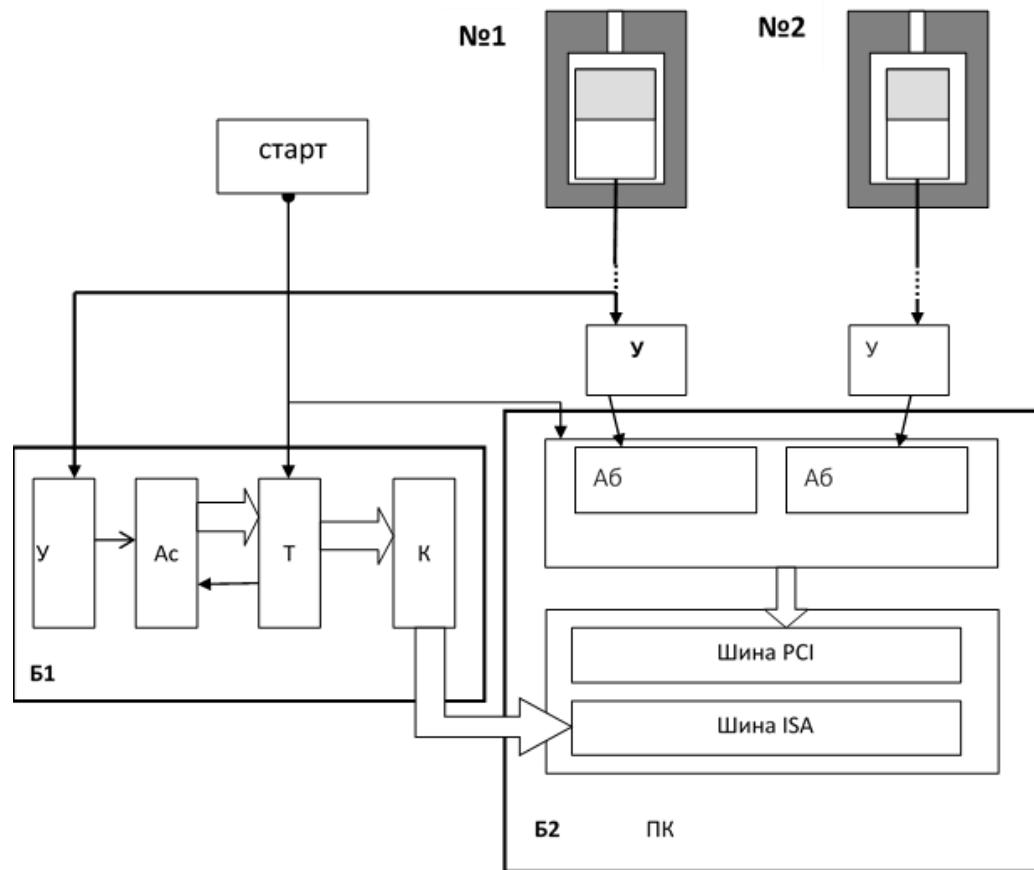 №1
№2
старт
У
У
Аб
Аб
У
Ас
Т
К
Б1
Шина PCI
Шина ISA
Б2
ПК